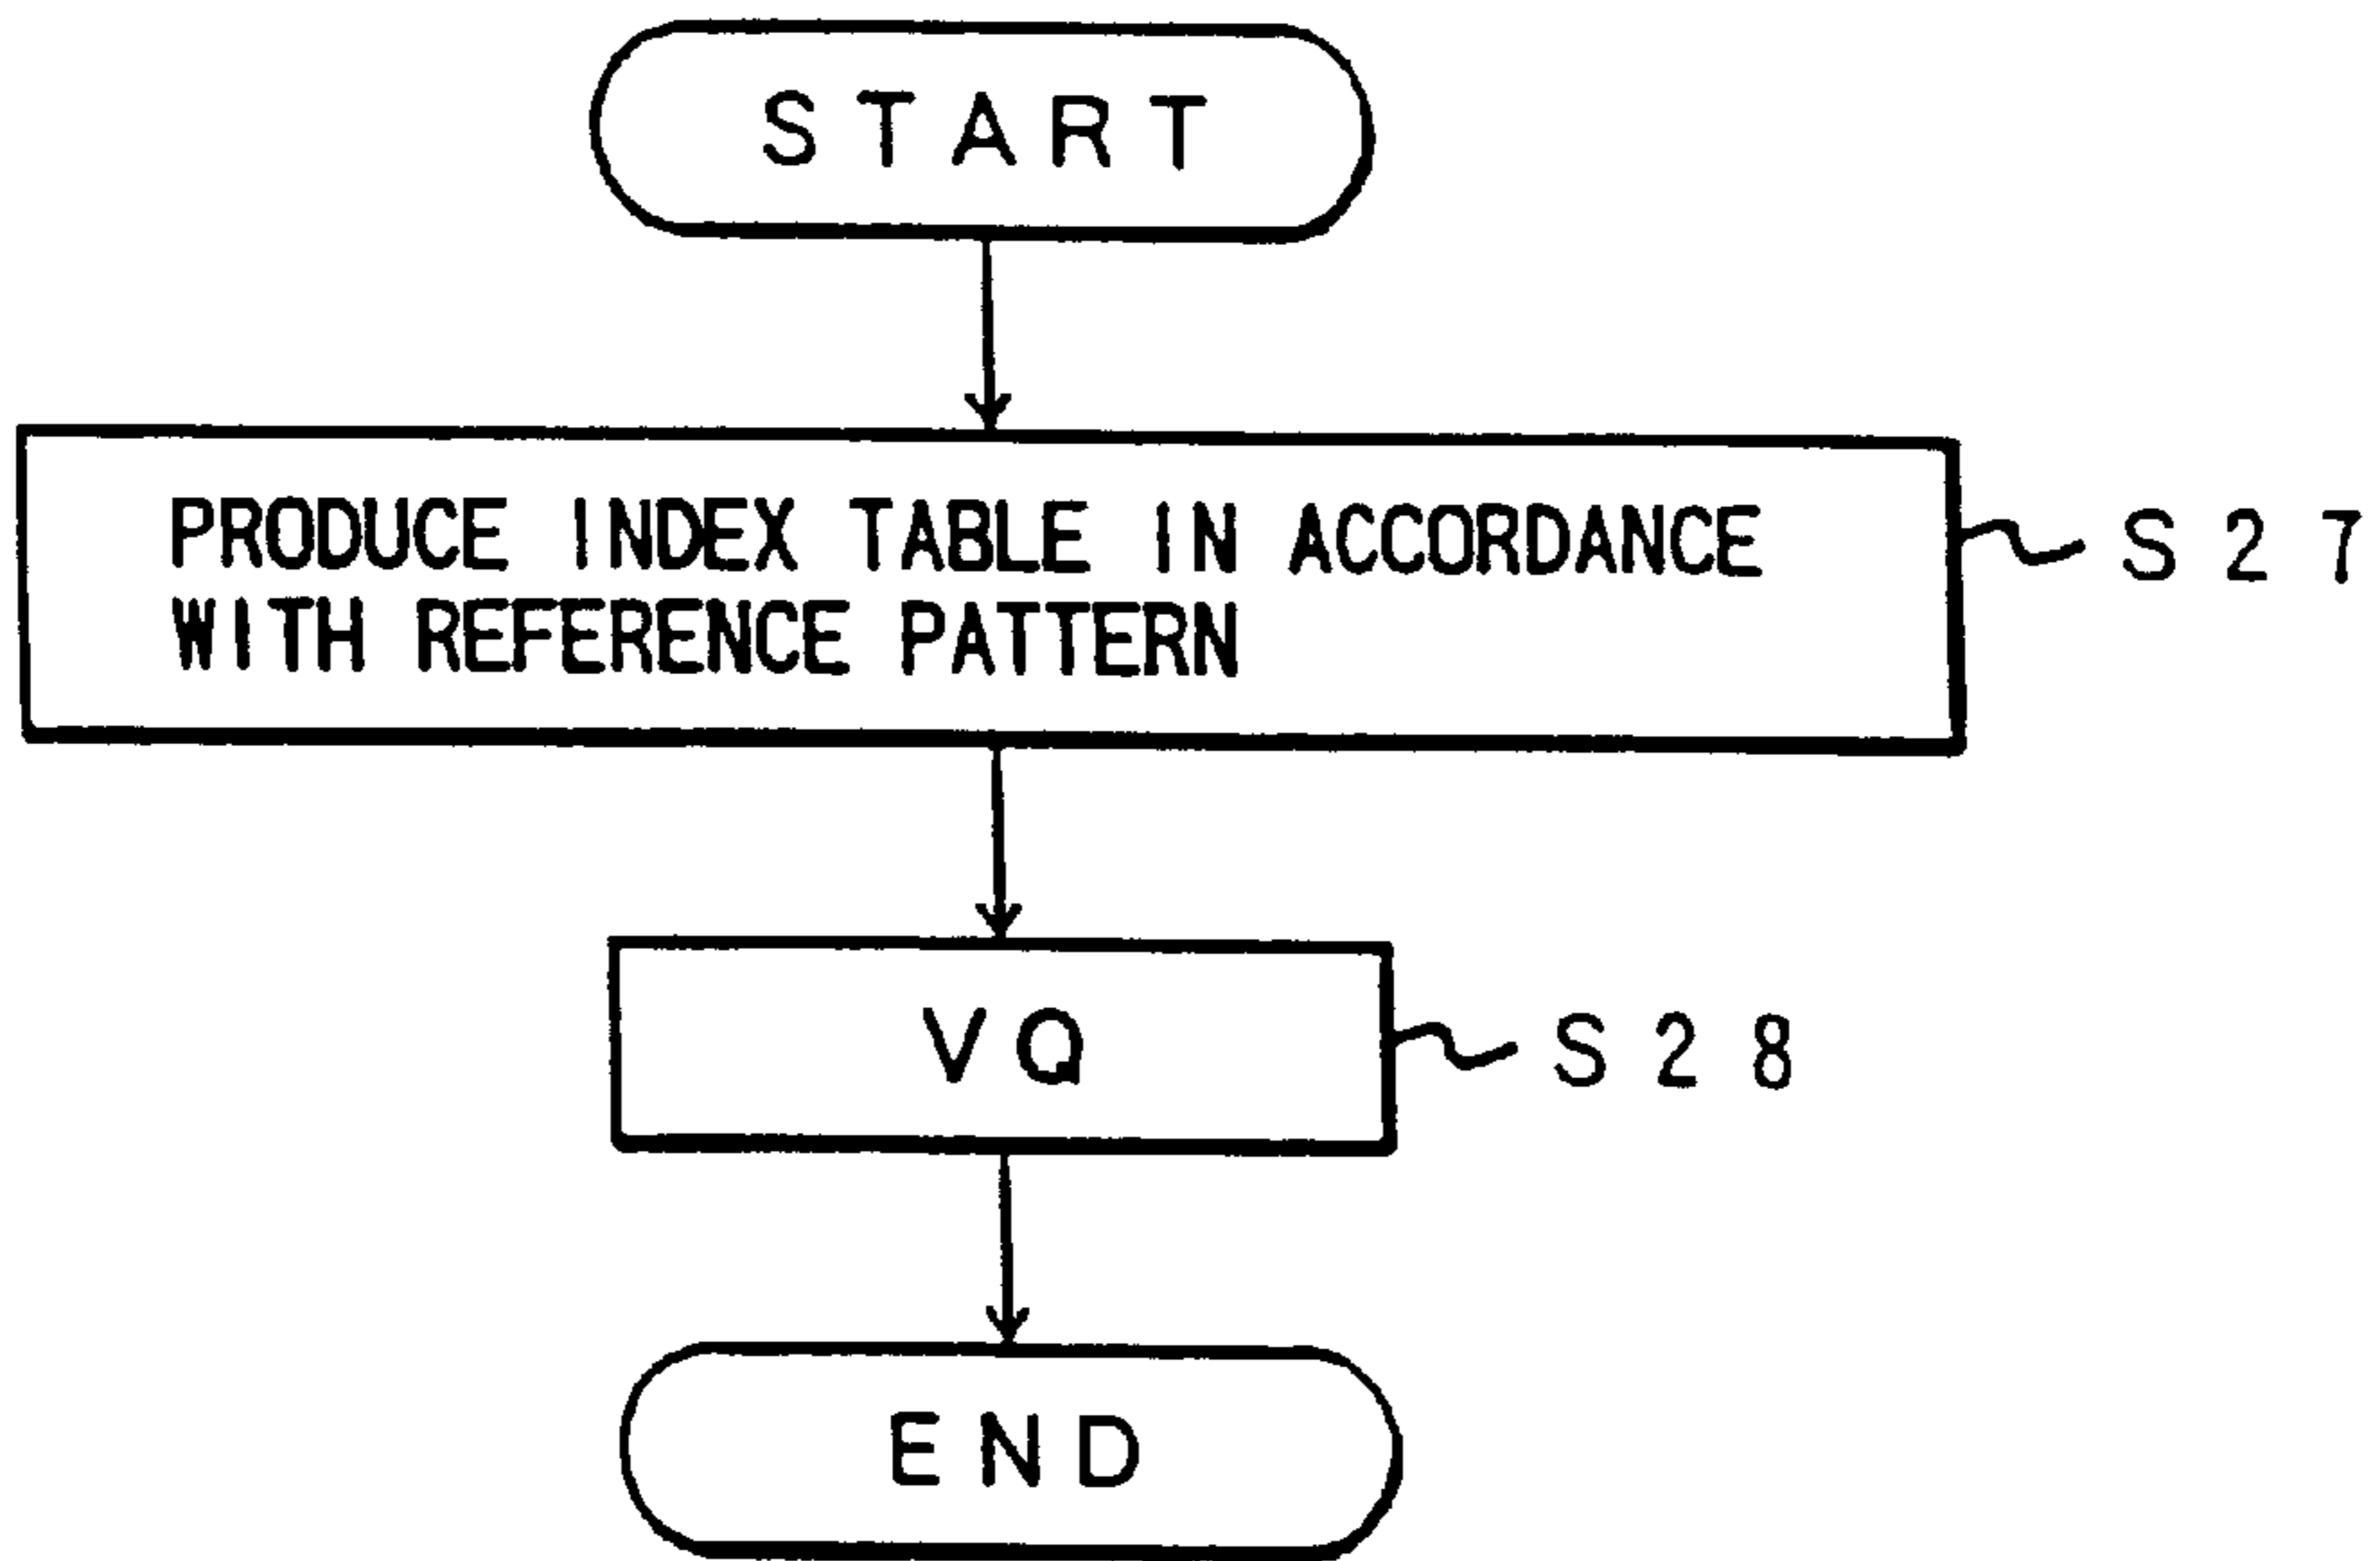 START
PRODUCE INDEX TABLE IN ACCORDANCE
WITH REFERENCE PATTERN
S27
VQ
S28
END